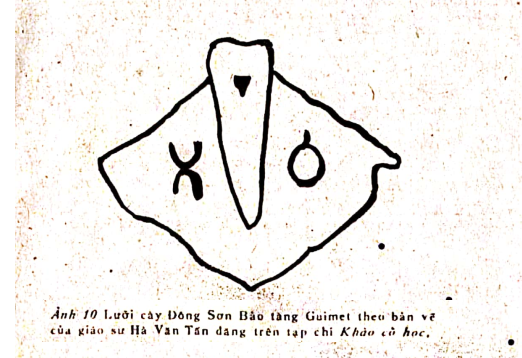 Ảnh 10 Lưỡi cày Đông Sơn Bảo tàng Guimet theo bản vẽ
của giáo sư Hà Văn Tấn đăng trên tạp chí Khảo cổ học.